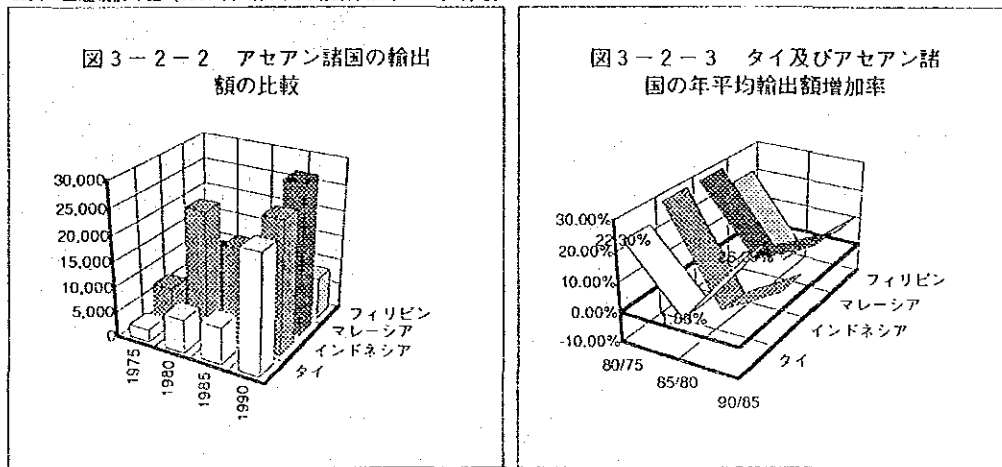 図3－2－2　アセアン諸国の輸出
額の比較
30,000
25,000
20,000
15,000
10,000
5,000
0
1975
1980
1985
1990
フィリピン
マレーシア
インドネシア
タイ
図3－2－3　タイ及びアセアン諸
国の年平均輸出額増加率
30.00%
20.00%
10.00%
0.00%
-10.00%
80/75
85/80
90/85
フィリピン
マレーシア
インドネシア
タイ